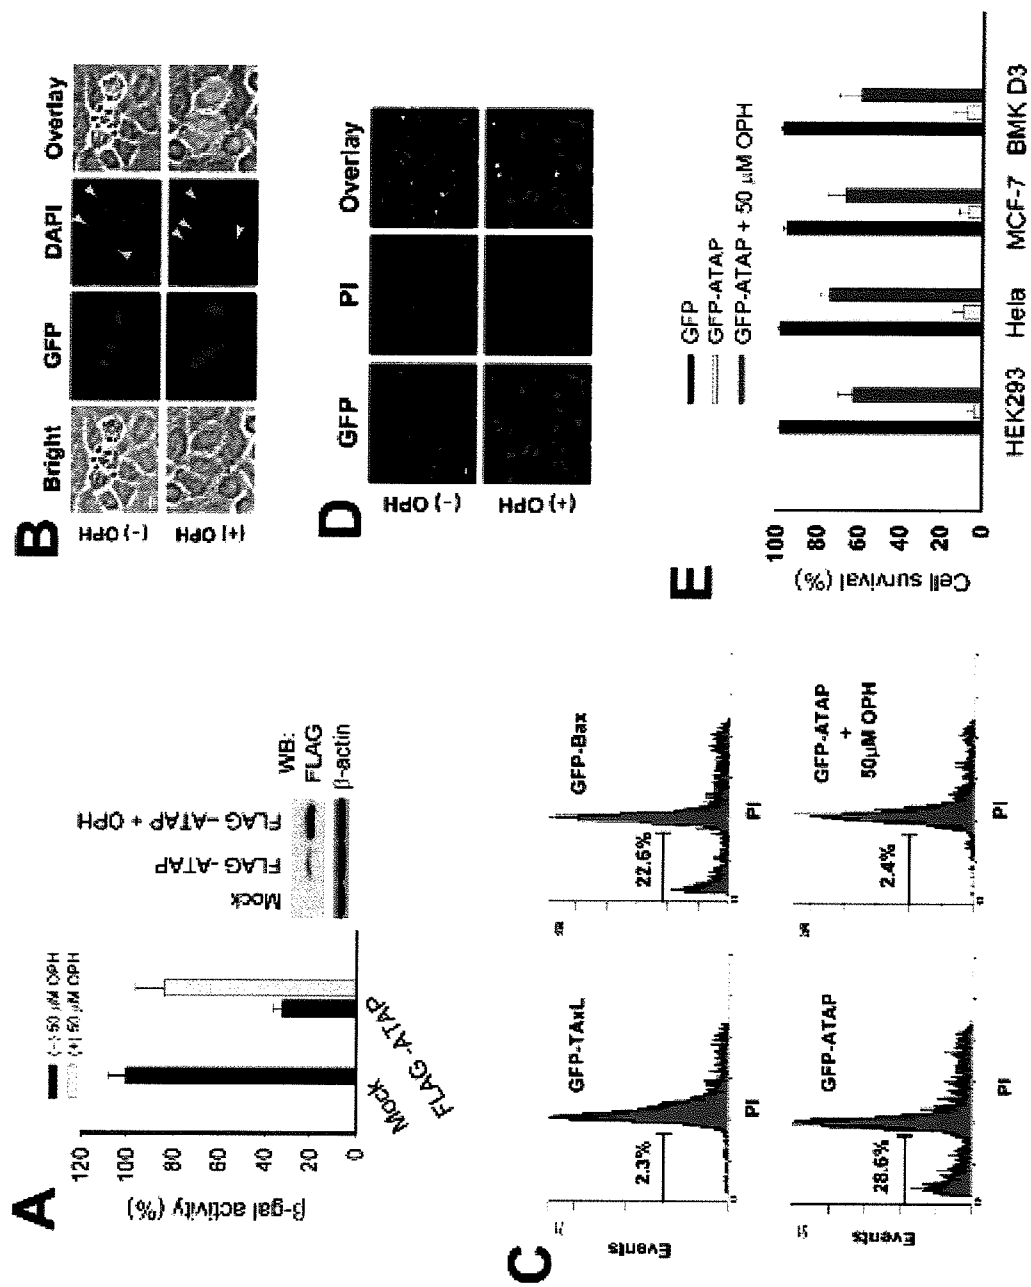 A
(-) 50 μM OPH
(+) 50 μM OPH
β-gal activity (%)
120
100
80
60
40
20
0
Mock
FLAG-ATAP
Mock
FLAG-ATAP
FLAG-ATAP + OPH
WB:
FLAG
β-actin
B
Bright
GFP
DAPI
Overlay
(-) OPH
(+) OPH
C
Events
GFP-TAxL
2.3%
PI
GFP-Bax
22.6%
PI
Events
GFP-ATAP
28.6%
PI
GFP-ATAP
+
50μM OPH
2.4%
PI
D
GFP
PI
Overlay
(-) OPH
(+) OPH
E
GFP
GFP-ATAP
GFP-ATAP + 50 μM OPH
Cell survival (%)
100
80
60
40
20
0
HEK293
Hela
MCF-7
BMK D3